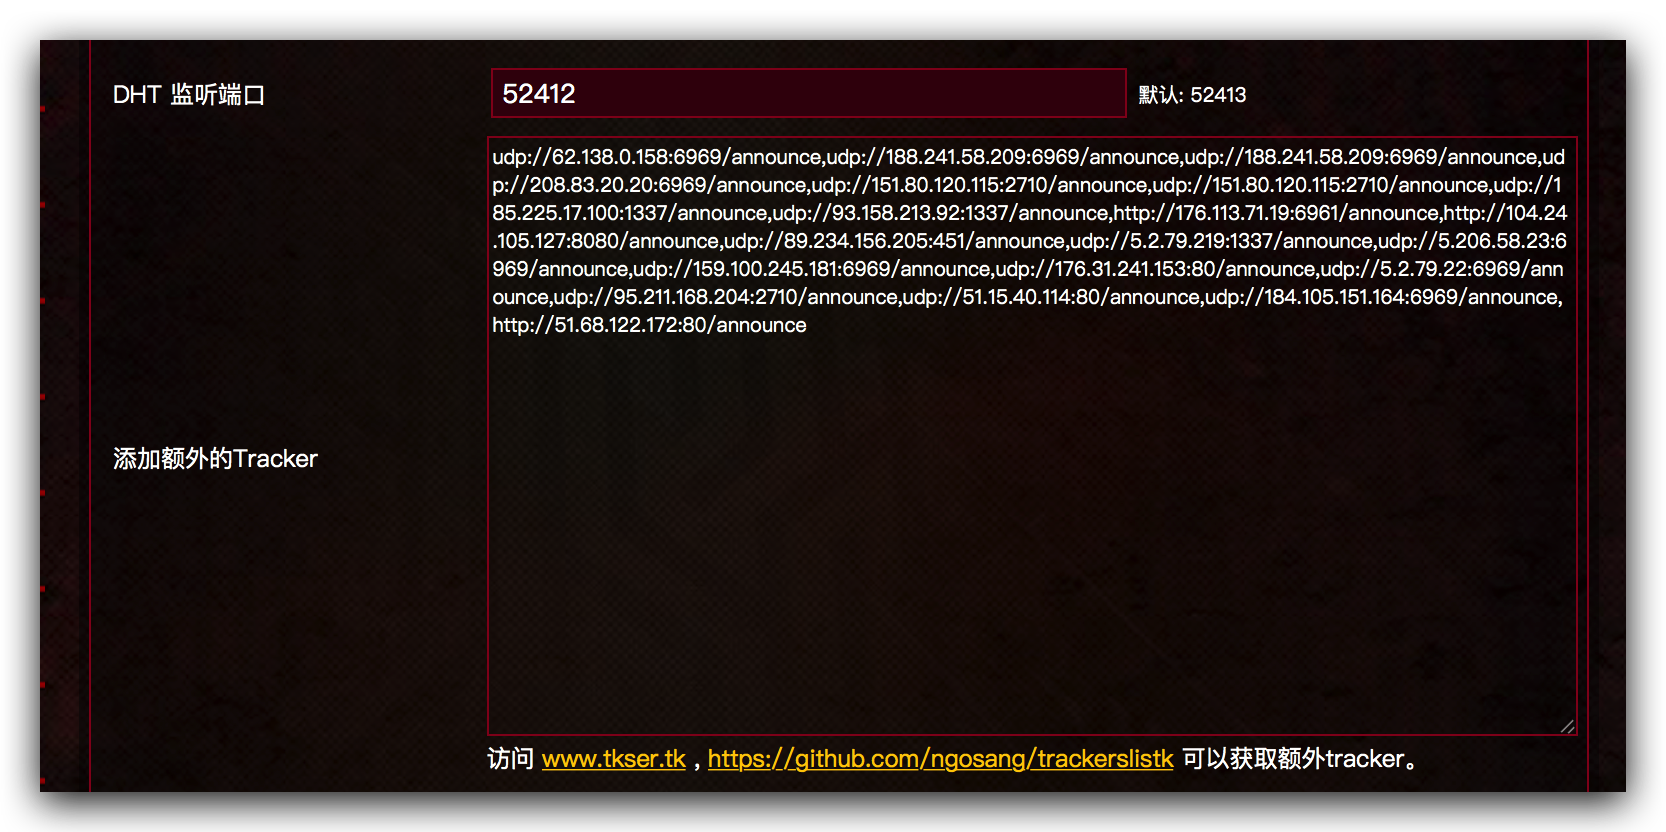 DHT 监听端口
52412
默认: 52413
udp://62.138.0.158:6969/announce,udp://188.241.58.209:6969/announce,udp://188.241.58.209:6969/announce,ud
p://208.83.20.20:6969/announce,udp://151.80.120.115:2710/announce,udp://151.80.120.115:2710/announce,udp://1
85.225.17.100:1337/announce,udp://93.158.213.92:1337/announce,http://176.113.71.19:6961/announce,http://104.24
.105.127:8080/announce,udp://89.234.156.205:451/announce,udp://5.2.79.219:1337/announce,udp://5.206.58.23:6
969/announce,udp://159.100.245.181:6969/announce,udp://176.31.241.153:80/announce,udp://5.2.79.22:6969/ann
ounce,udp://95.211.168.204:2710/announce,udp://51.15.40.114:80/announce,udp://184.105.151.164:6969/announce,
http://51.68.122.172:80/announce
添加额外的Tracker
访问 www.tkser.tk , https://github.com/ngosang/trackerslistk 可以获取额外tracker。